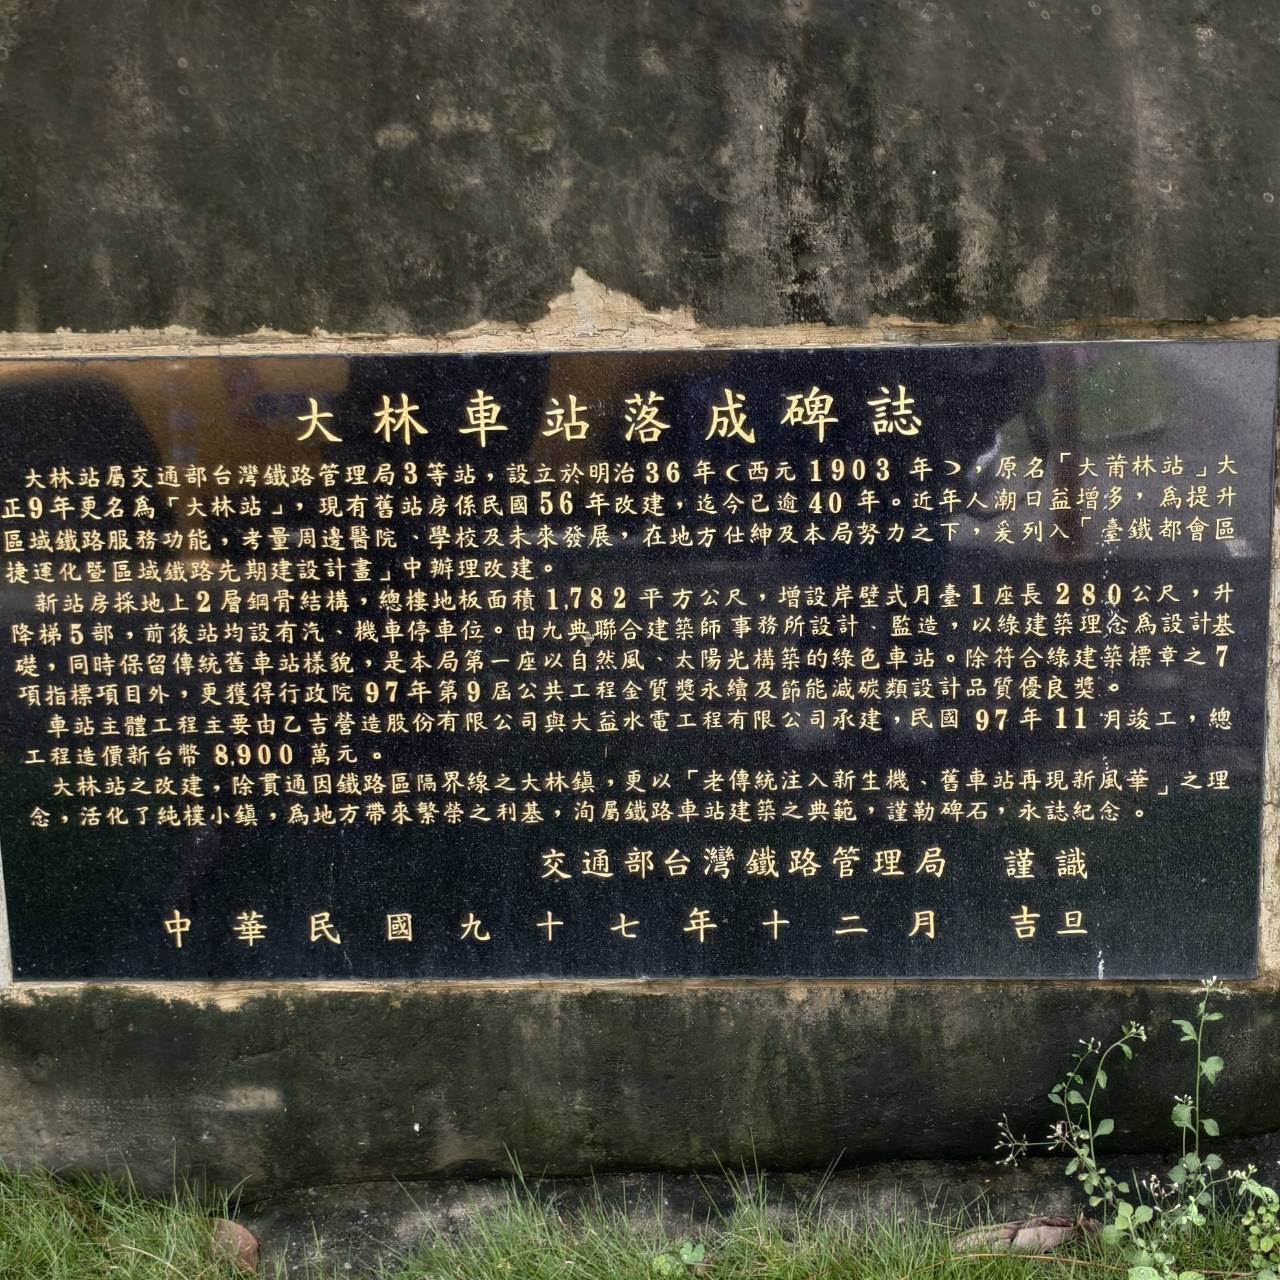 大林車站落成碑誌
大林站屬交通部台灣鐵路管理局3等站，設立於明治36年（西元1903年），原名「大莆林站」大
正9年更名為「大林站」，現有舊站房係民國56年改建，迄今已逾40年。近年人潮日益增多，為提升
區域鐵路服務功能，考量周邊醫院、學校及未來發展，在地方仕紳及本局努力之下，爰列入「臺鐵都會區
捷運化暨區域鐵路先期建設計畫」中辦理改建。
新站房採地上2層鋼骨結構，總樓地板面積1,782平方公尺，增設岸壁式月臺1座長280公尺，升
降梯5部，前後站均設有汽、機車停車位。由九典聯合建築師事務所設計、監造，以綠建築理念為設計基
礎，同時保留傳統舊車站樣貌，是本局第一座以自然風、太陽光構築的綠色車站。除符合綠建築標章之7
項指標項目外，更獲得行政院97年第9屆公共工程金質獎永續及節能減碳類設計品質優良獎。
車站主體工程主要由乙吉營造股份有限公司與大益水電工程有限公司承建，民國97年11月竣工，總
工程造價新台幣8,900萬元。
大林站之改建，除貫通因鐵路區隔界線之大林鎮，更以「老傳統注入新生機、舊車站再現新風華」之理
念，活化了純樸小鎮，為地方帶來繁榮之利基，洵屬鐵路車站建築之典範，謹勒碑石，永誌紀念。
交通部台灣鐵路管理局 謹識
中華民國九十七年十二月 吉旦